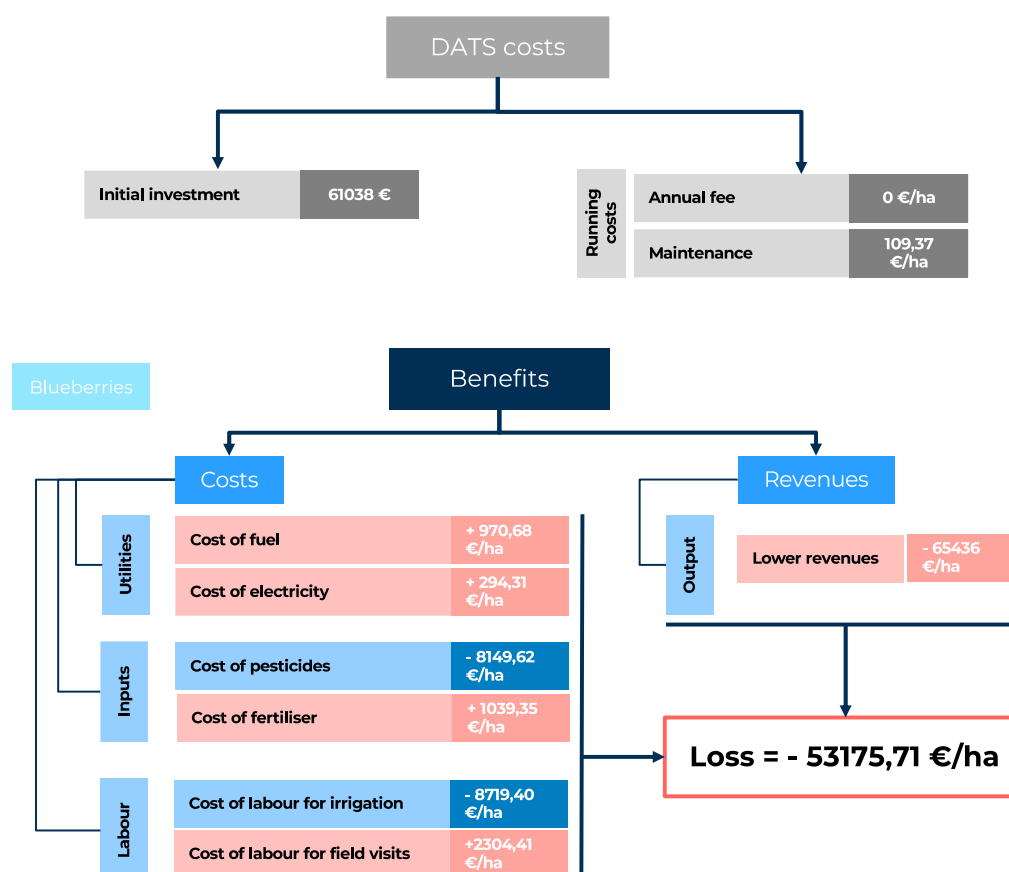 DATS costs
Initial investment
61038 €
Running
costs
Annual fee
0 €/ha
Maintenance
109,37
€/ha
Blueberries
Benefits
Costs
Revenues
Utilities
Cost of fuel
+ 970,68
€/ha
Cost of electricity
+ 294,31
€/ha
Output
Lower revenues
- 65436
€/ha
Inputs
Cost of pesticides
- 8149,62
€/ha
Cost of fertiliser
+ 1039,35
€/ha
Loss = - 53175,71 €/ha
Labour
Cost of labour for irrigation
- 8719,40
€/ha
Cost of labour for field visits
+2304,41
€/ha